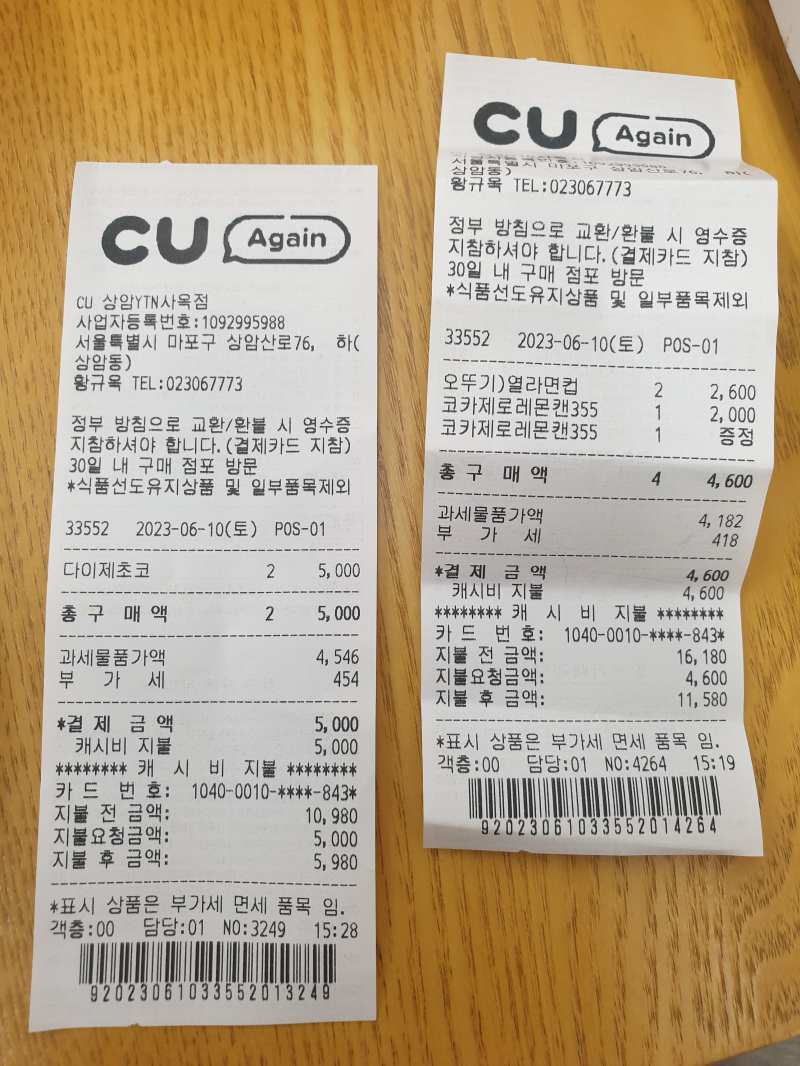 CU Again
CU 상암YTN사옥점
사업자등록번호:1092995988
서울특별시 마포구 상암산로76, 하(
상암동)
황규옥 TEL:023067773
정부 방침으로 교환/환불 시 영수증
지참하셔야 합니다.(결제카드 지참)
30일 내 구매 점포 방문
*식품선도유지상품 및 일부품목제외
33552 2023-06-10(토) POS-01
다이제초코 2 5,000
총 구 매 액 2 5,000
과세물품가액 4,546
부 가 세 454
*결 제 금 액 5,000
캐시비 지불 5,000
******** 캐 시 비 지불 ********
카 드 번 호: 1040-0010-****-843*
지불 전 금액: 10,980
지불요청금액: 5,000
지불 후 금액: 5,980
*표시 상품은 부가세 면세 품목 임.
객층:00 담당:01 NO:3249 15:28
92023061033552013249
CU Again
서울특별시 마포구 상암산로76, 하(
상암동)
황규옥 TEL:023067773
정부 방침으로 교환/환불 시 영수증
지참하셔야 합니다.(결제카드 지참)
30일 내 구매 점포 방문
*식품선도유지상품 및 일부품목제외
33552 2023-06-10(토) POS-01
오뚜기)열라면컵 2 2,600
코카제로레몬캔355 1 2,000
코카제로레몬캔355 1 증정
총 구 매 액 4 4,600
과세물품가액 4,182
부 가 세 418
*결 제 금 액 4,600
캐시비 지불 4,600
******** 캐 시 비 지불 ********
카 드 번 호: 1040-0010-****-843*
지불 전 금액: 16,180
지불요청금액: 4,600
지불 후 금액: 11,580
*표시 상품은 부가세 면세 품목 임.
객층:00 담당:01 NO:4264 15:19
92023061033552014264